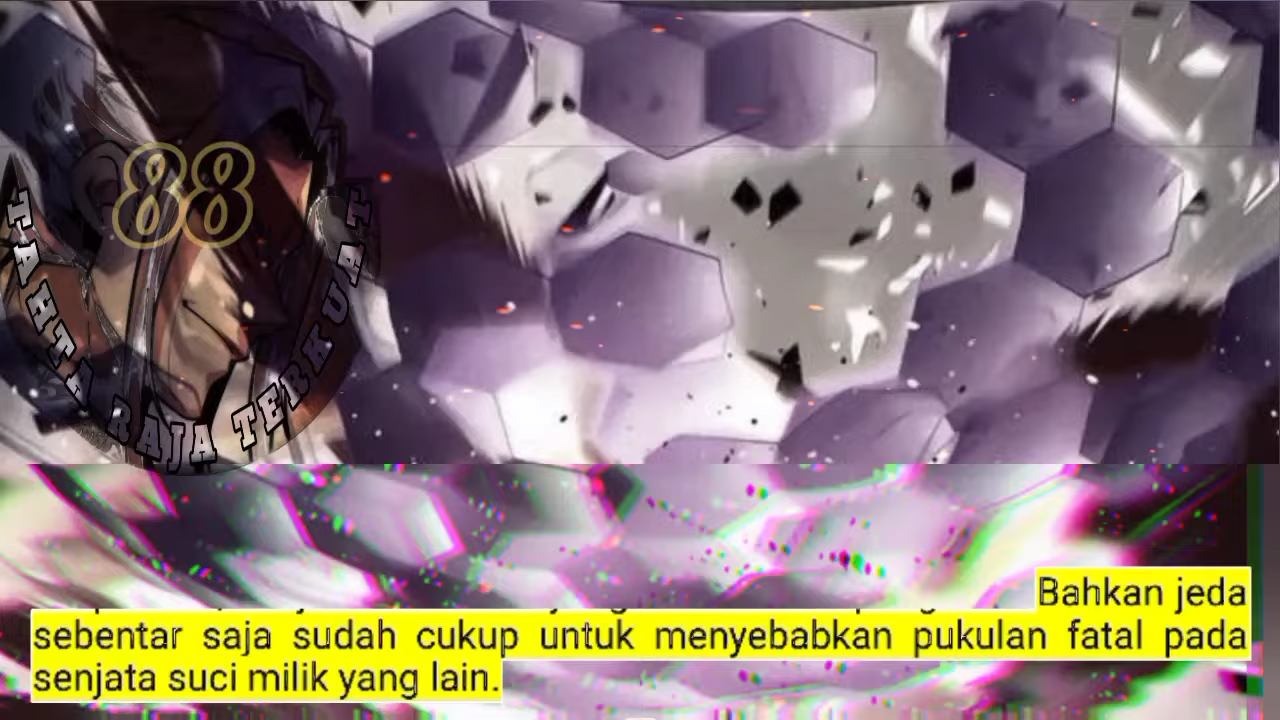 88
TAHTA RAJA TERKUAT
Bahkan jeda
sebentar saja sudah cukup untuk menyebabkan pukulan fatal pada
senjata suci milik yang lain.